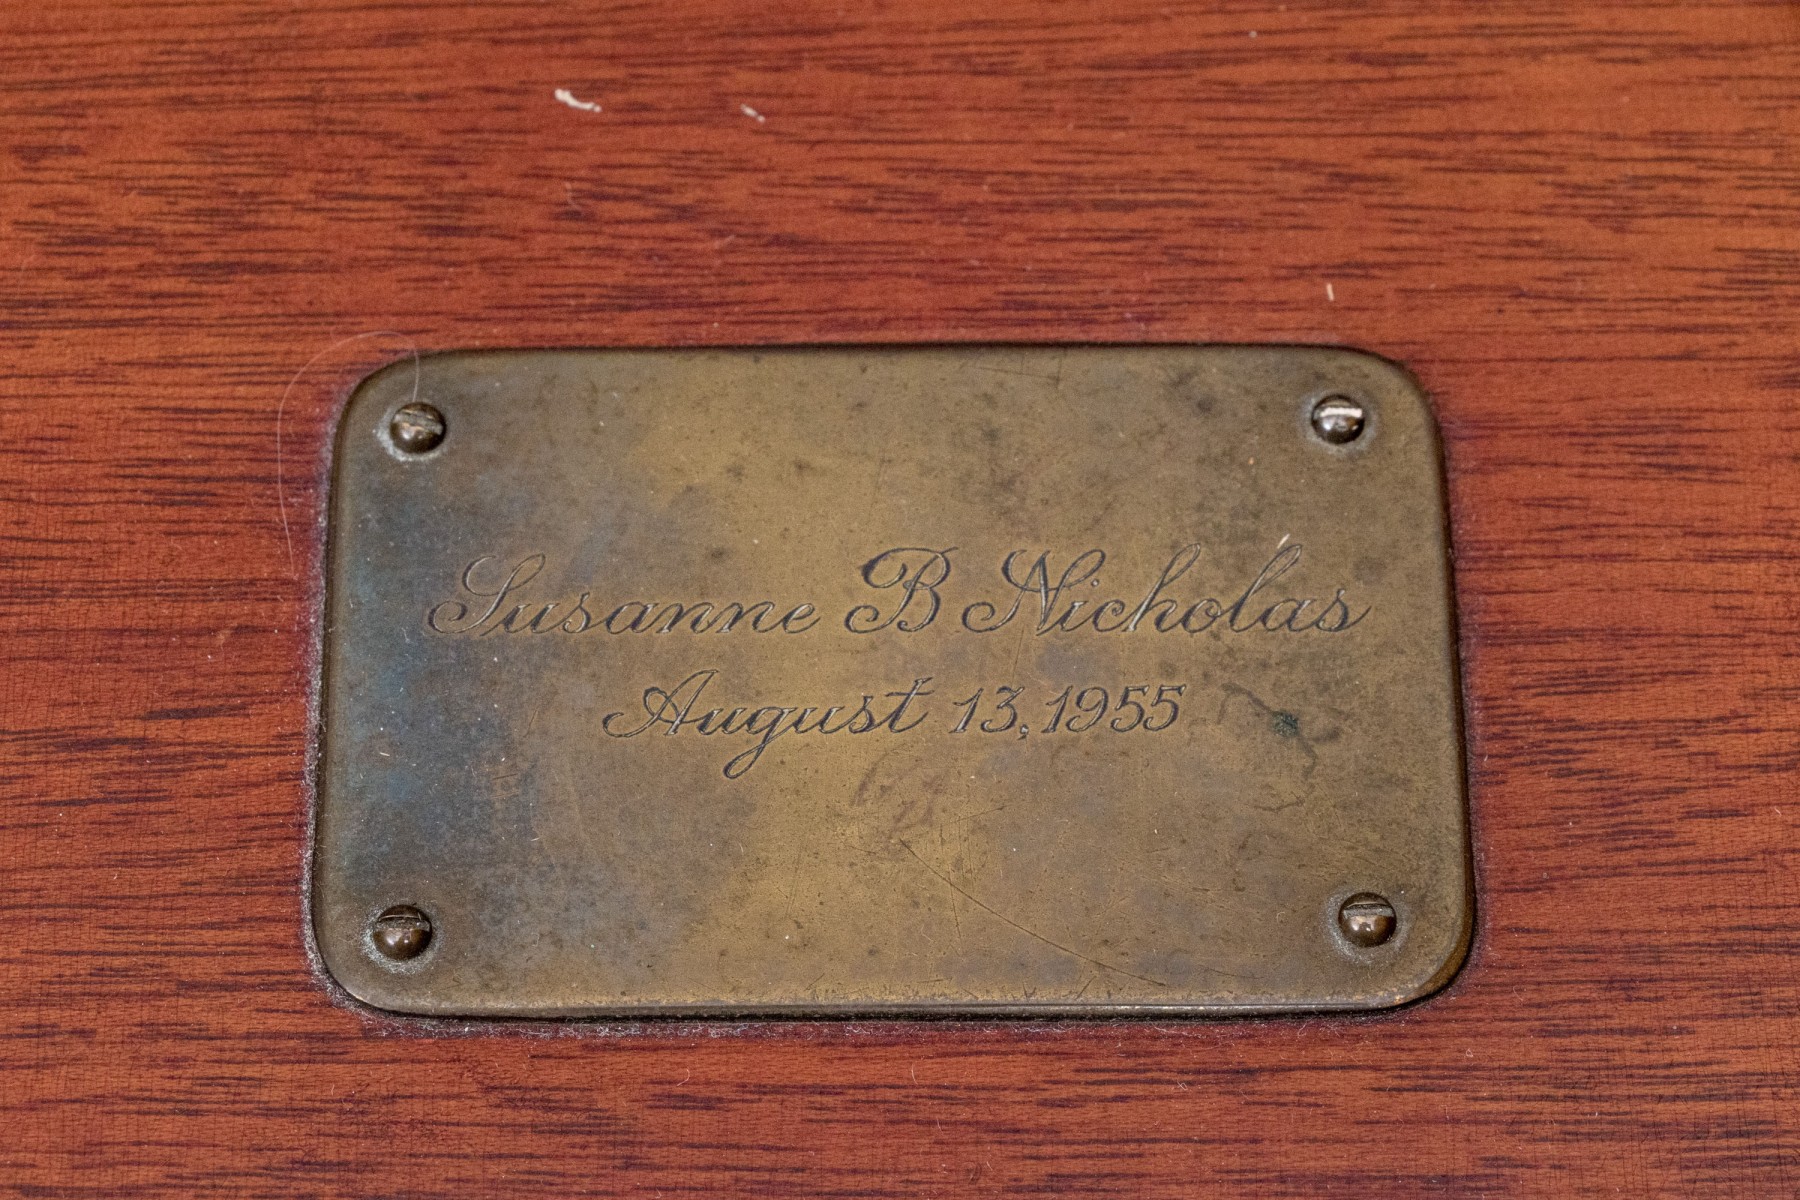 Susanne B Nicholas
August 13, 1955